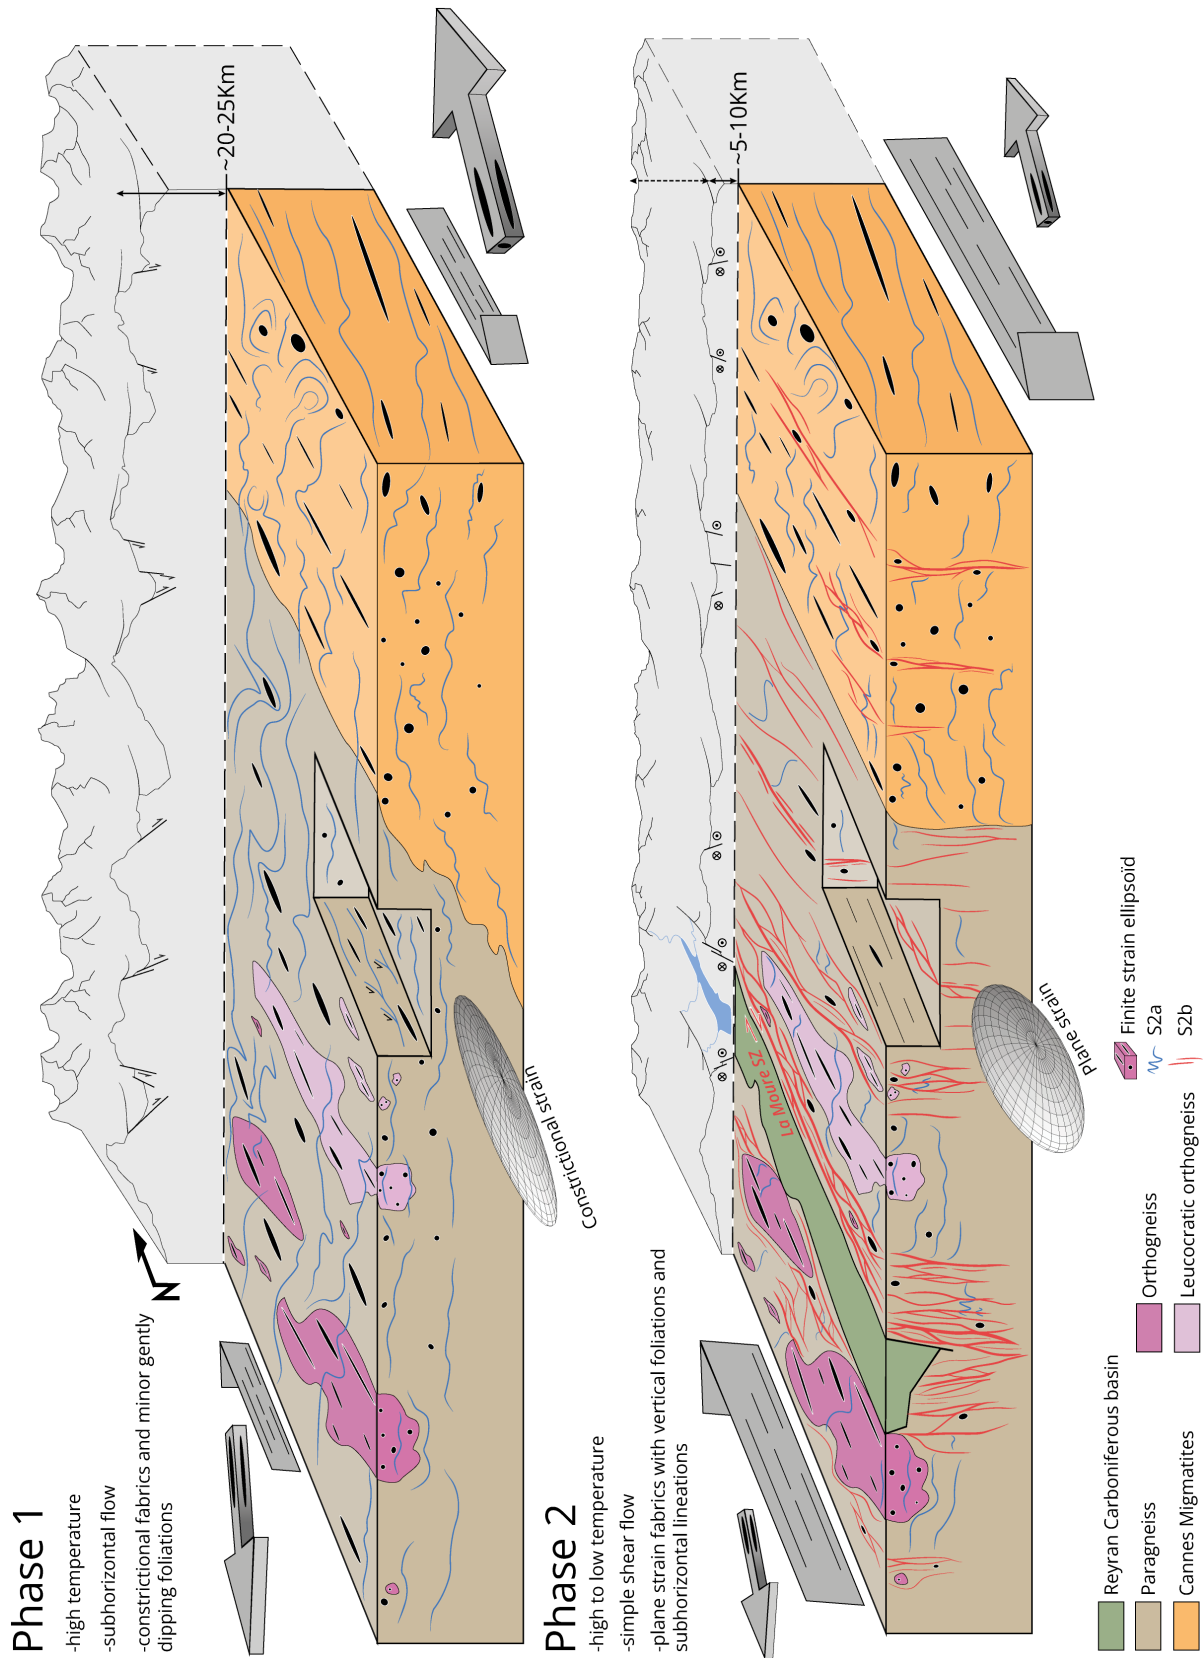 Phase 1
-high temperature
-subhorizontal flow
-constrictional fabrics and minor gently
dipping foliations
N
~20-25Km
Constrictional strain
Phase 2
-high to low temperature
-simple shear flow
-plane strain fabrics with vertical foliations and
subhorizontal lineations
~5-10Km
La Moure SZ
Plane strain
Reyran Carboniferous basin
Paragneiss
Cannes Migmatites
Orthogneiss
Leucocratic orthogneiss
Finite strain ellipsoid
S2a
S2b